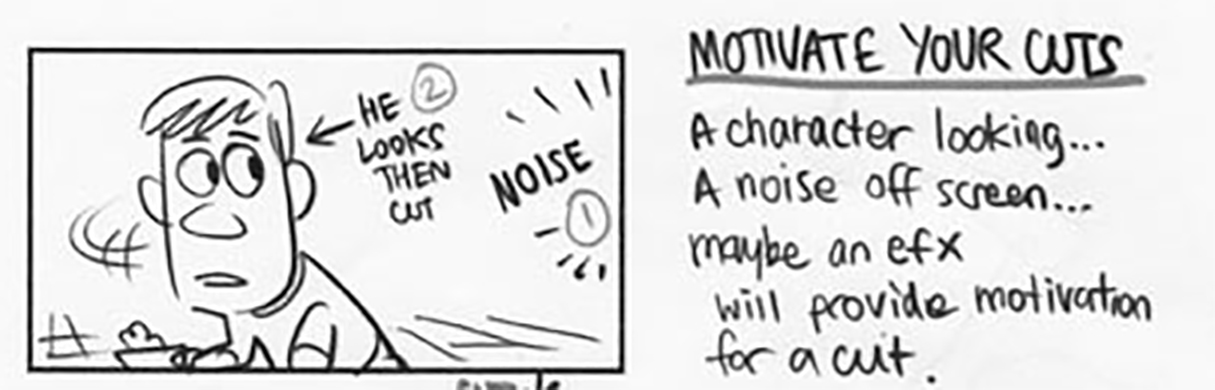 HE 2
LOOKS
THEN
CUT
NOISE
1
MOTIVATE YOUR CUTS
A character looking...
A noise off screen...
maybe an efx
will provide motivation
for a cut.